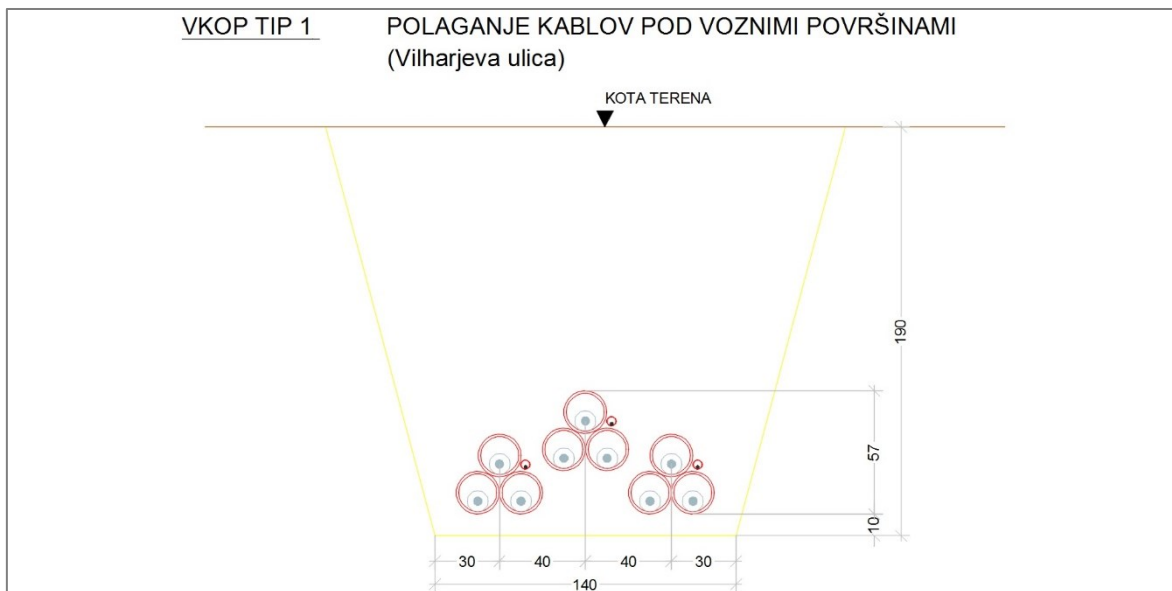 VKOP TIP 1 POLAGANJE KABLOV POD VOZNIMI POVRŠINAMI
(Vilharjeva ulica)
KOTA TERENA
190
57
10
30 40 40 30
140